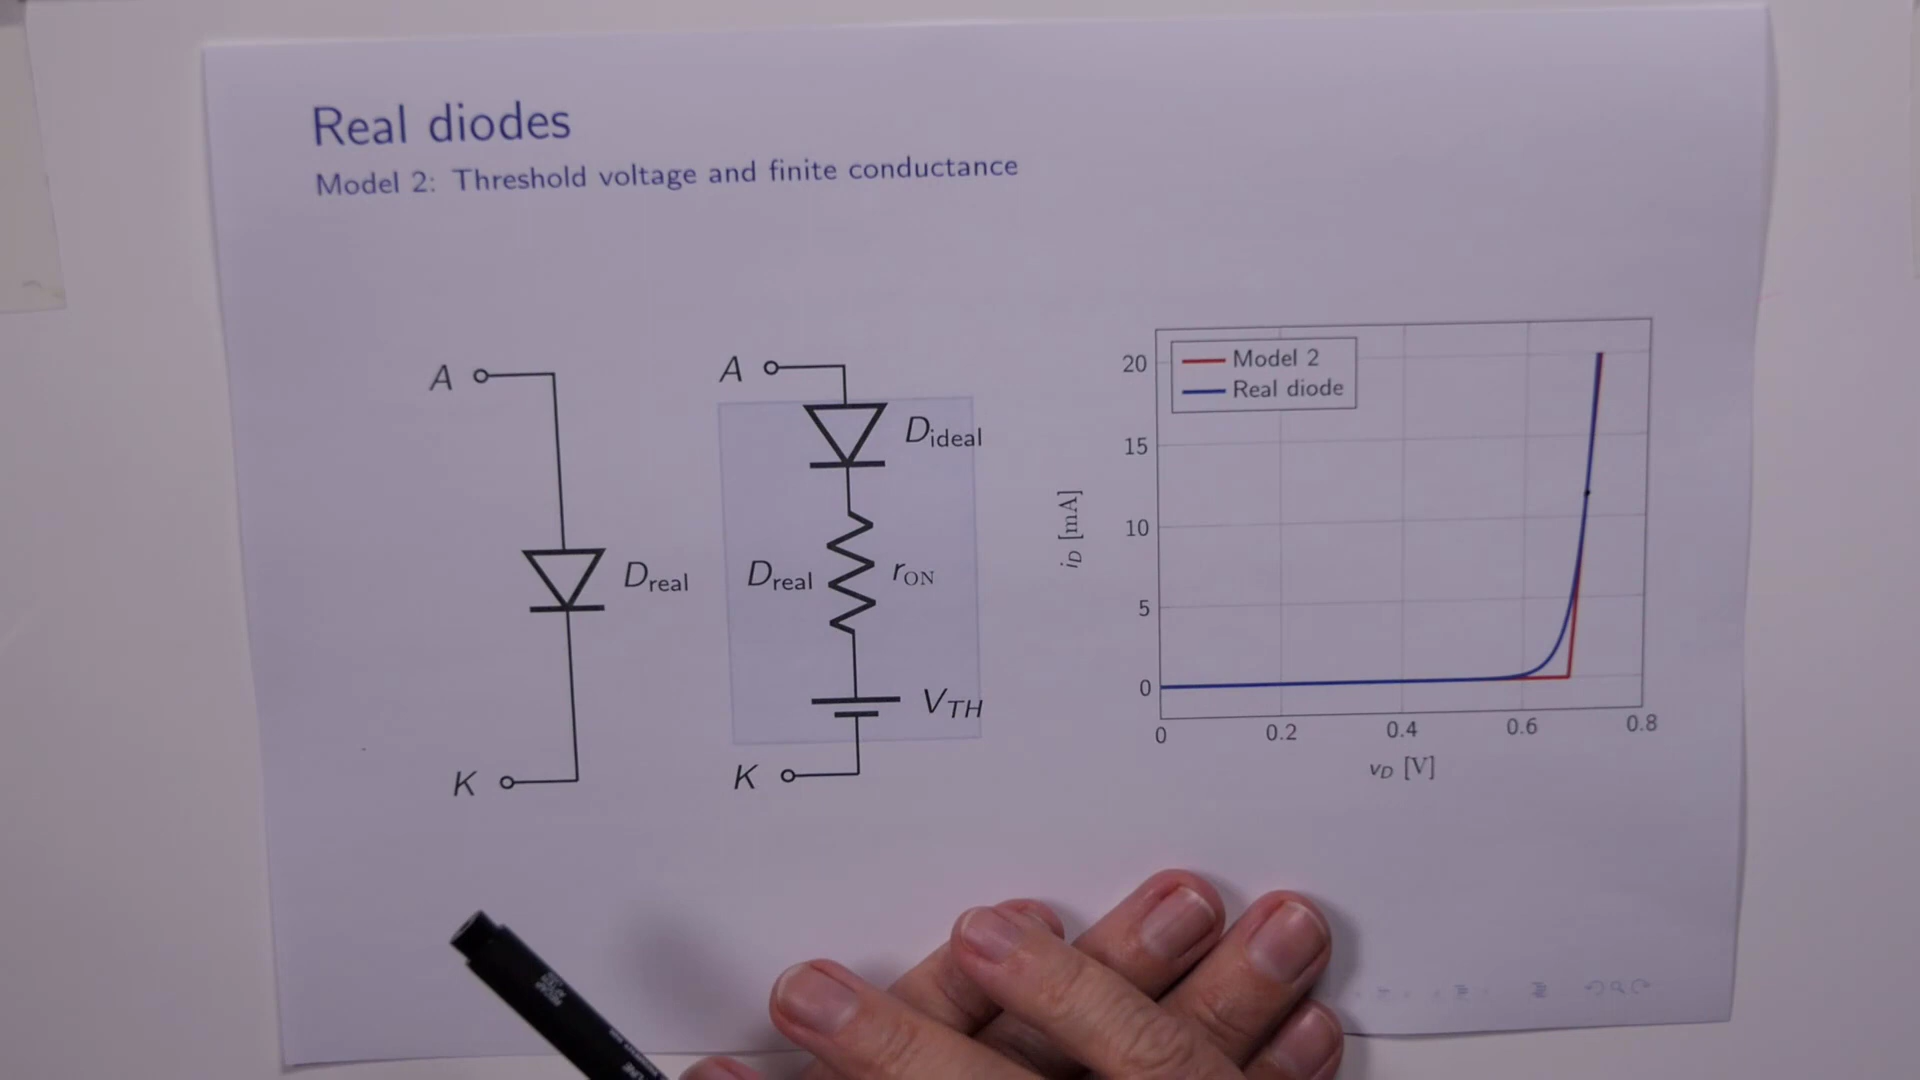 Real diodes
Model 2: Threshold voltage and finite conductance
A
D_real
K
A
D_ideal
D_real
r_ON
V_TH
K
Model 2
Real diode
20
15
10
5
0
i_D [mA]
0
0.2
0.4
0.6
0.8
v_D [V]